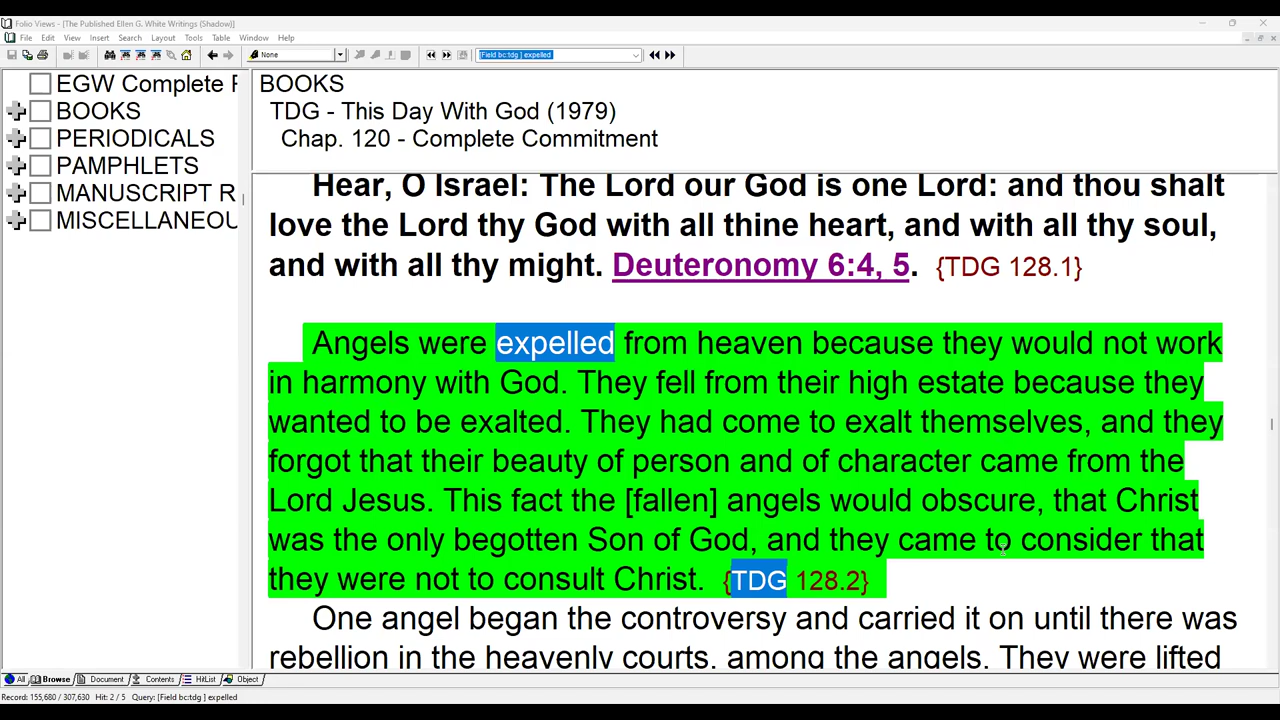 Folio Views - [The Published Ellen G. White Writings (Shadow)]
File Edit View Insert Search Layout Tools Table Window Help
None [Field bc:tdg ] expelled
EGW Complete P
BOOKS
PERIODICALS
PAMPHLETS
MANUSCRIPT R
MISCELLANEOU
BOOKS
TDG - This Day With God (1979)
Chap. 120 - Complete Commitment
Hear, O Israel: The Lord our God is one Lord: and thou shalt
love the Lord thy God with all thine heart, and with all thy soul,
and with all thy might. Deuteronomy 6:4, 5. {TDG 128.1}
Angels were expelled from heaven because they would not work
in harmony with God. They fell from their high estate because they
wanted to be exalted. They had come to exalt themselves, and they
forgot that their beauty of person and of character came from the
Lord Jesus. This fact the [fallen] angels would obscure, that Christ
was the only begotten Son of God, and they came to consider that
they were not to consult Christ. {TDG 128.2}
One angel began the controversy and carried it on until there was
rebellion in the heavenly courts, among the angels. They were lifted
All Browse Document Contents HitList Object
Record: 155,680 / 307,630 Hit: 2 / 5 Query: [Field bc:tdg ] expelled